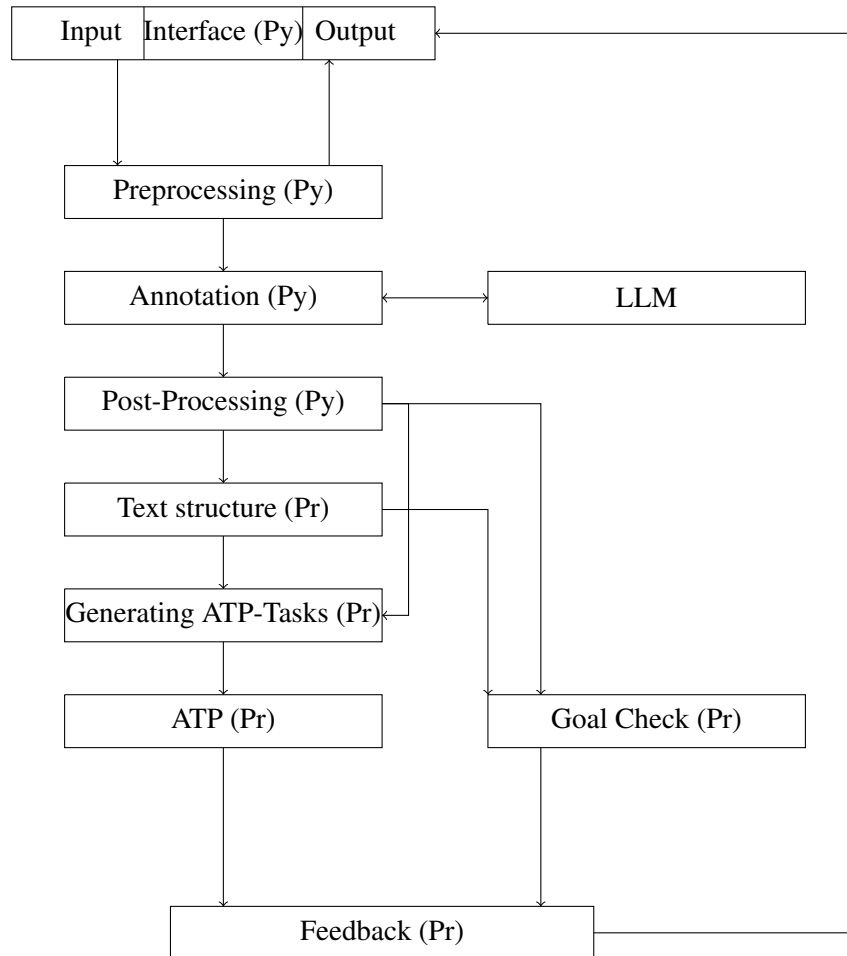 Input Interface (Py) Output
Preprocessing (Py)
Annotation (Py) LLM
Post-Processing (Py)
Text structure (Pr)
Generating ATP-Tasks (Pr)
ATP (Pr) Goal Check (Pr)
Feedback (Pr)